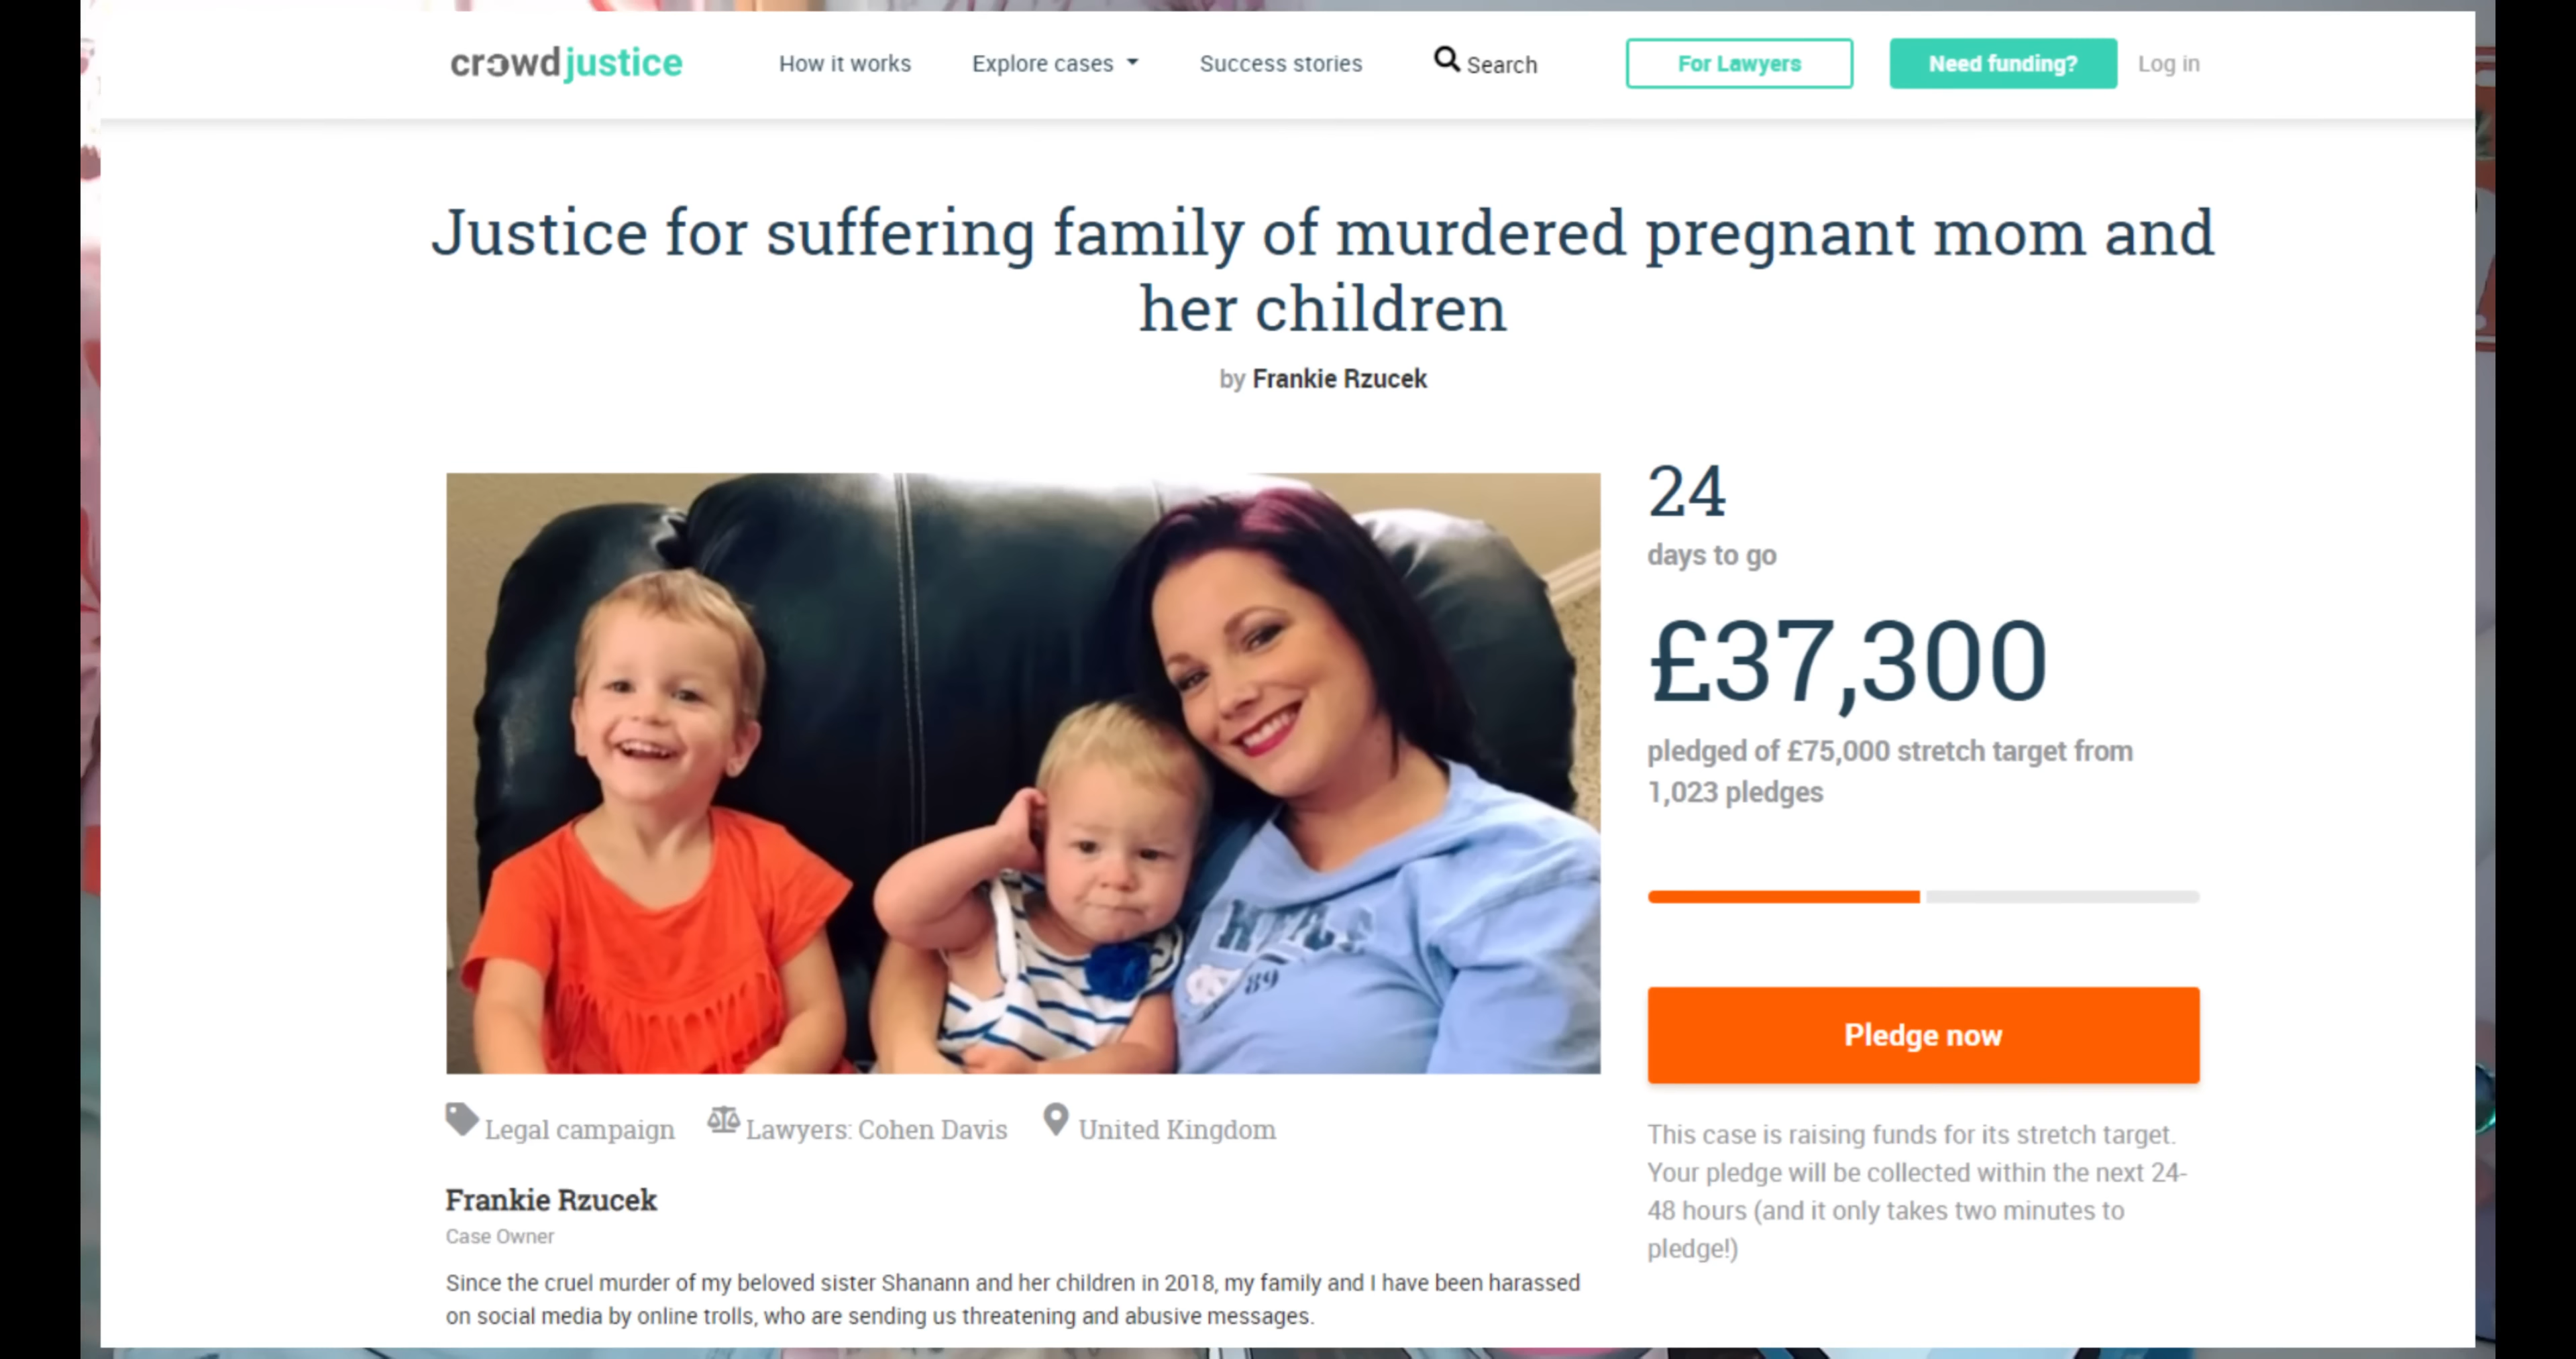 crowdjustice
How it works
Explore cases
Success stories
Search
For Lawyers
Need funding?
Log in
Justice for suffering family of murdered pregnant mom and
her children
by Frankie Rzucek
24
days to go
£37,300
pledged of £75,000 stretch target from
1,023 pledges
Pledge now
This case is raising funds for its stretch target.
Your pledge will be collected within the next 24-
48 hours (and it only takes two minutes to
pledge!)
89
Legal campaign
Lawyers: Cohen Davis
United Kingdom
Frankie Rzucek
Case Owner
Since the cruel murder of my beloved sister Shanann and her children in 2018, my family and I have been harassed
on social media by online trolls, who are sending us threatening and abusive messages.